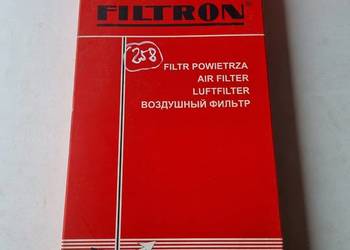 FILTRON®
258
FILTR POWIETRZA
AIR FILTER
LUFTFILTER
ВОЗДУШНЫЙ ФИЛЬТР